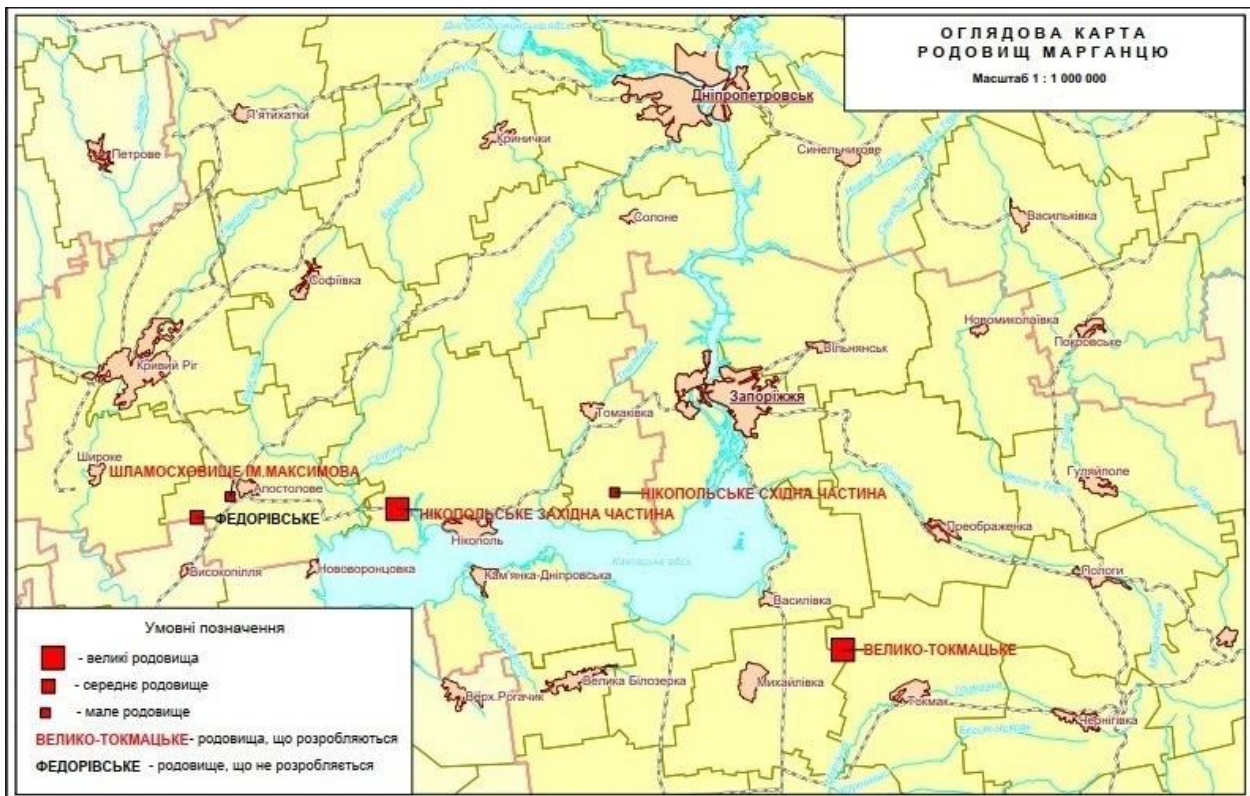 ОГЛЯДОВА КАРТА
РОДОВИЩ МАРГАНЦЮ
Масштаб 1 : 1 000 000
Дніпропетровськ
П'ятихатки
Кринички
Петрове
Синельникове
Солоне
Васильківка
Софіївка
Новомиколаївка
Покровське
Вільнянськ
Кривий Ріг
Запоріжжя
Томаківка
Широке
ШЛАМОСХОВИЩЕ ІМ.МАКСИМОВА
Гуляйполе
Апостолове
НІКОПОЛЬСЬКЕ СХІДНА ЧАСТИНА
ФЕДОРІВСЬКЕ
НІКОПОЛЬСЬКЕ ЗАХІДНА ЧАСТИНА
Преображенка
Нікополь
Каховське вдсх.
Високопілля
Нововоронцовка
Кам'янка-Дніпровська
Пологи
Василівка
ВЕЛИКО-ТОКМАЦЬКЕ
Верх.Рогачик
Велика Білозерка
Михайлівка
Токмак
Чернігівка
Умовні позначення
- великі родовища
- середнє родовище
- мале родовище
ВЕЛИКО-ТОКМАЦЬКЕ- родовища, що розробляються
ФЕДОРІВСЬКЕ - родовище, що не розробляється